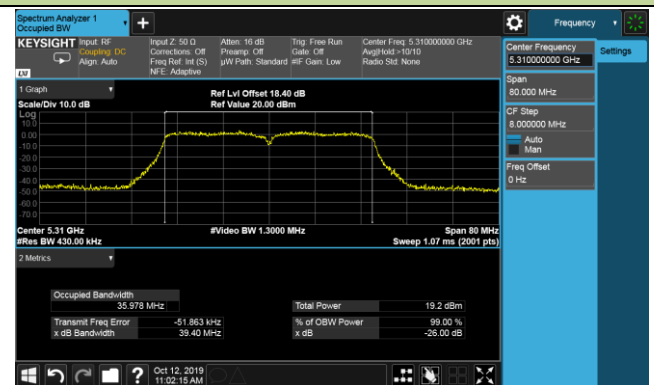 Spectrum Analyzer 1
Occupied BW
+
Frequency
KEYSIGHT
LXI
Input: RF
Coupling: DC
Align: Auto
Input Z: 50 Ω
Corrections: Off
Freq Ref: Int (S)
NFE: Adaptive
Atten: 16 dB
Preamp: Off
µW Path: Standard
Trig: Free Run
Gate: Off
#IF Gain: Low
Center Freq: 5.310000000 GHz
Avg|Hold:>10/10
Radio Std: None
Center Frequency
5.310000000 GHz
Settings
Span
80.000 MHz
CF Step
8.000000 MHz
Auto
Man
Freq Offset
0 Hz
1 Graph
Scale/Div 10.0 dB
Ref Lvl Offset 18.40 dB
Ref Value 20.00 dBm
Log
10.0
0.00
-10.0
-20.0
-30.0
-40.0
-50.0
-60.0
-70.0
Center 5.31 GHz
#Video BW 1.3000 MHz
Span 80 MHz
#Res BW 430.00 kHz
Sweep 1.07 ms (2001 pts)
2 Metrics
Occupied Bandwidth
35.978 MHz
Total Power 19.2 dBm
Transmit Freq Error -51.863 kHz
% of OBW Power 99.00 %
x dB Bandwidth 39.40 MHz
x dB -26.00 dB
?
Oct 12, 2019
11:02:15 AM